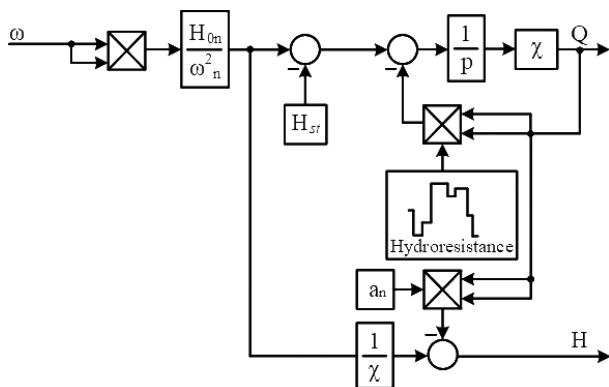 ω
H₀ₙ
ω²ₙ
1
p
χ
Q
−
−
Hₛₜ
Hydroresistance
aₙ
−
1
χ
H